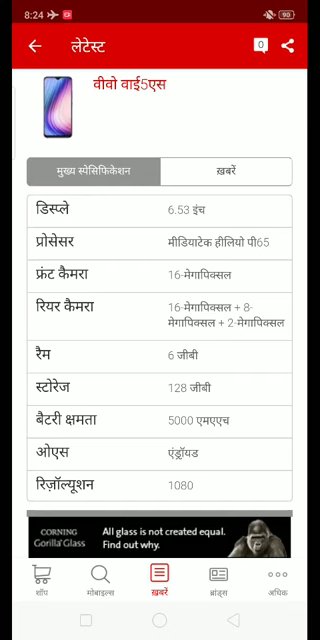 8:24
90
लेटेस्ट
0
वीवो वाई5एस
मुख्य स्पेसिफिकेशन
ख़बरें
डिस्प्ले
6.53 इंच
प्रोसेसर
मीडियाटेक हीलियो पी65
फ्रंट कैमरा
16-मेगापिक्सल
रियर कैमरा
16-मेगापिक्सल + 8-
मेगापिक्सल + 2-मेगापिक्सल
रैम
6 जीबी
स्टोरेज
128 जीबी
बैटरी क्षमता
5000 एमएएच
ओएस
एंड्रॉयड
रिज़ॉल्यूशन
1080
CORNING
Gorilla Glass
All glass is not created equal.
Find out why.
शॉप
मोबाइल्स
ख़बरें
ब्रांड्स
अधिक